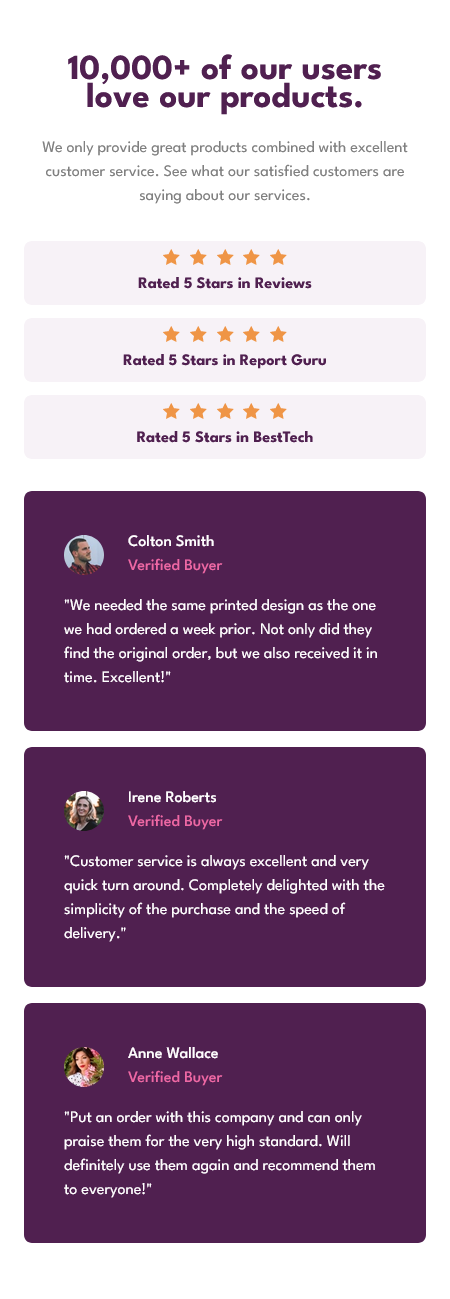 10,000+ of our users
love our products.
We only provide great products combined with excellent
customer service. See what our satisfied customers are
saying about our services.
Rated 5 Stars in Reviews
Rated 5 Stars in Report Guru
Rated 5 Stars in BestTech
Colton Smith
Verified Buyer
"We needed the same printed design as the one
we had ordered a week prior. Not only did they
find the original order, but we also received it in
time. Excellent!"
Irene Roberts
Verified Buyer
"Customer service is always excellent and very
quick turn around. Completely delighted with the
simplicity of the purchase and the speed of
delivery."
Anne Wallace
Verified Buyer
"Put an order with this company and can only
praise them for the very high standard. Will
definitely use them again and recommend them
to everyone!"